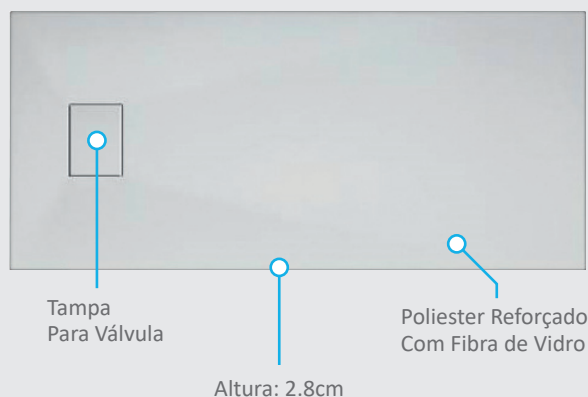 Tampa
Para Válvula
Poliester Reforçado
Com Fibra de Vidro
Altura: 2.8cm